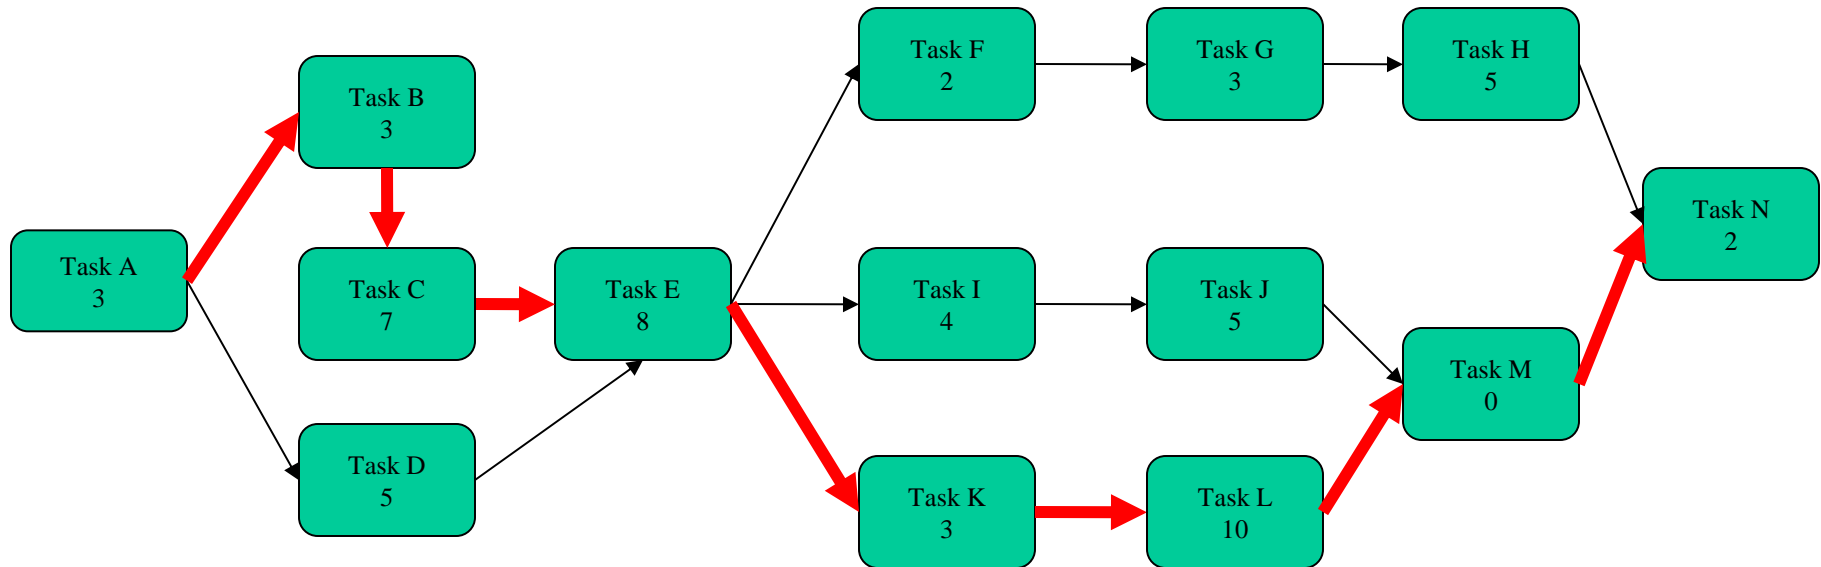 Task A
3
Task B
3
Task C
7
Task D
5
Task E
8
Task F
2
Task G
3
Task H
5
Task I
4
Task J
5
Task K
3
Task L
10
Task M
0
Task N
2